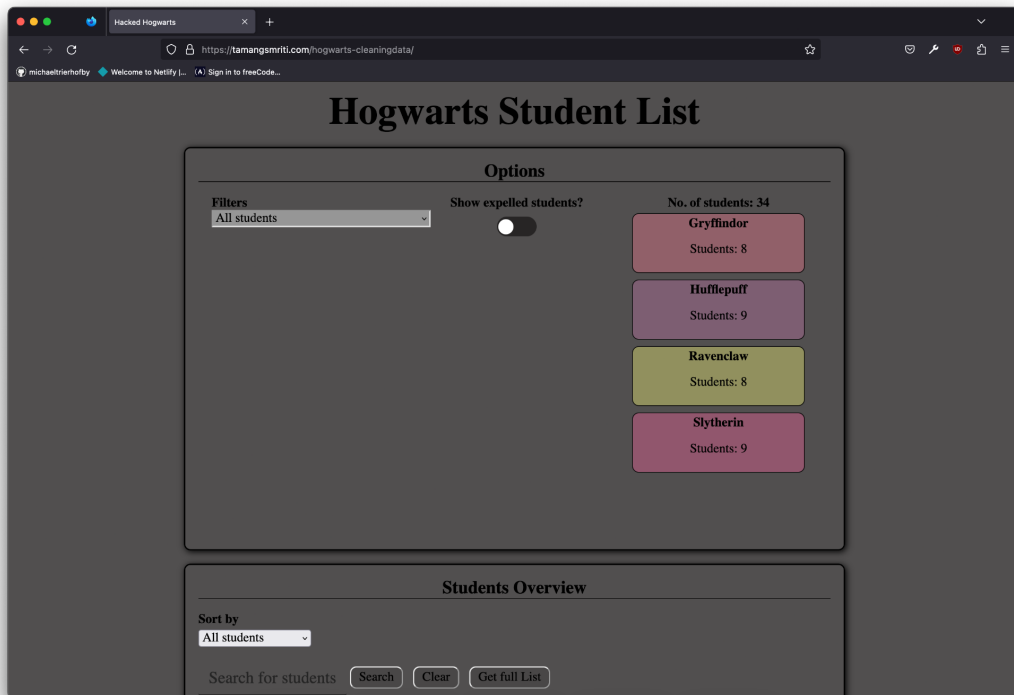 Hacked Hogwarts
https://tamangsmriti.com/hogwarts-cleaningdata/
michaeltrierhofby Welcome to Netlify |... Sign in to freeCode...
Hogwarts Student List
Options
Filters
All students
Show expelled students?
No. of students: 34
Gryffindor
Students: 8
Hufflepuff
Students: 9
Ravenclaw
Students: 8
Slytherin
Students: 9
Students Overview
Sort by
All students
Search for students Search Clear Get full List